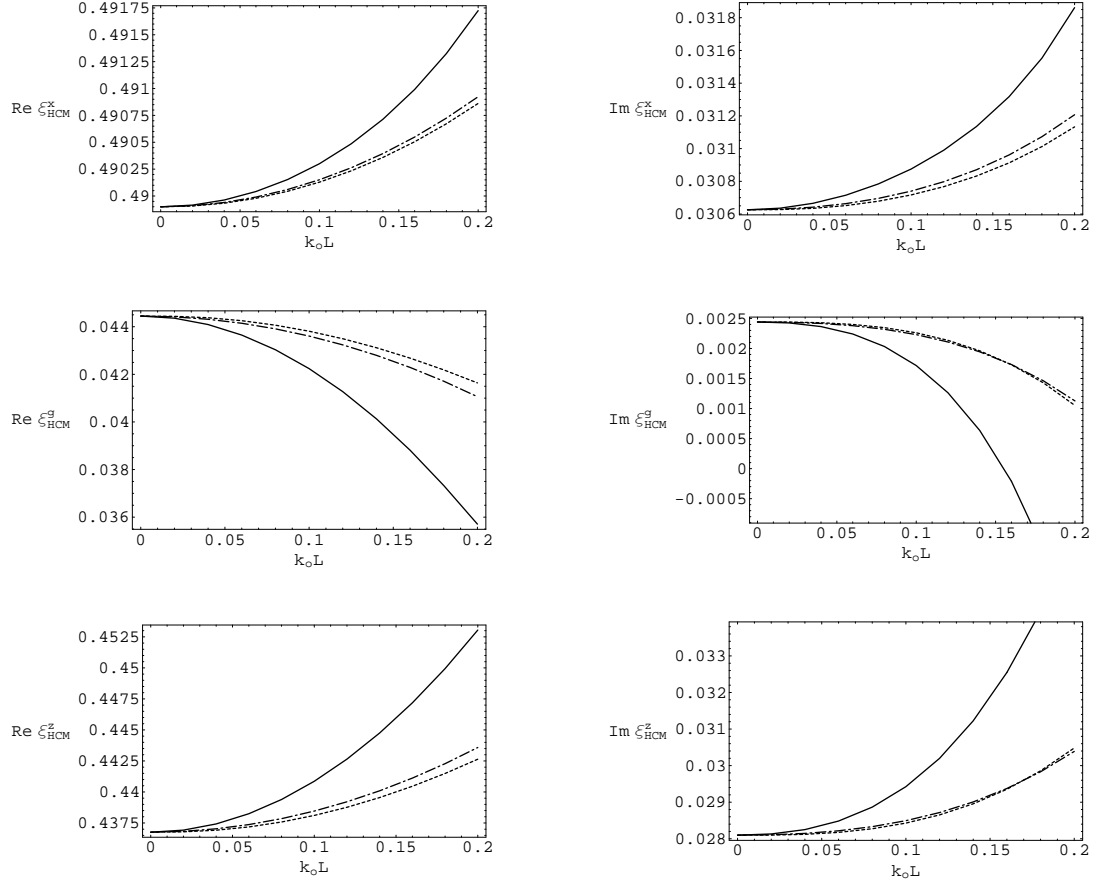 0.49175
0.4915
0.49125
0.491
Re ξ^x_HCM 0.49075
0.4905
0.49025
0.49
0 0.05 0.1 0.15 0.2
k_oL
0.0318
0.0316
0.0314
Im ξ^x_HCM 0.0312
0.031
0.0308
0.0306
0 0.05 0.1 0.15 0.2
k_oL
0.044
0.042
Re ξ^g_HCM 0.04
0.038
0.036
0 0.05 0.1 0.15 0.2
k_oL
0.0025
0.002
0.0015
Im ξ^g_HCM 0.001
0.0005
0
-0.0005
0 0.05 0.1 0.15 0.2
k_oL
0.4525
0.45
0.4475
Re ξ^z_HCM 0.445
0.4425
0.44
0.4375
0 0.05 0.1 0.15 0.2
k_oL
0.033
0.032
Im ξ^z_HCM 0.031
0.03
0.029
0.028
0 0.05 0.1 0.15 0.2
k_oL